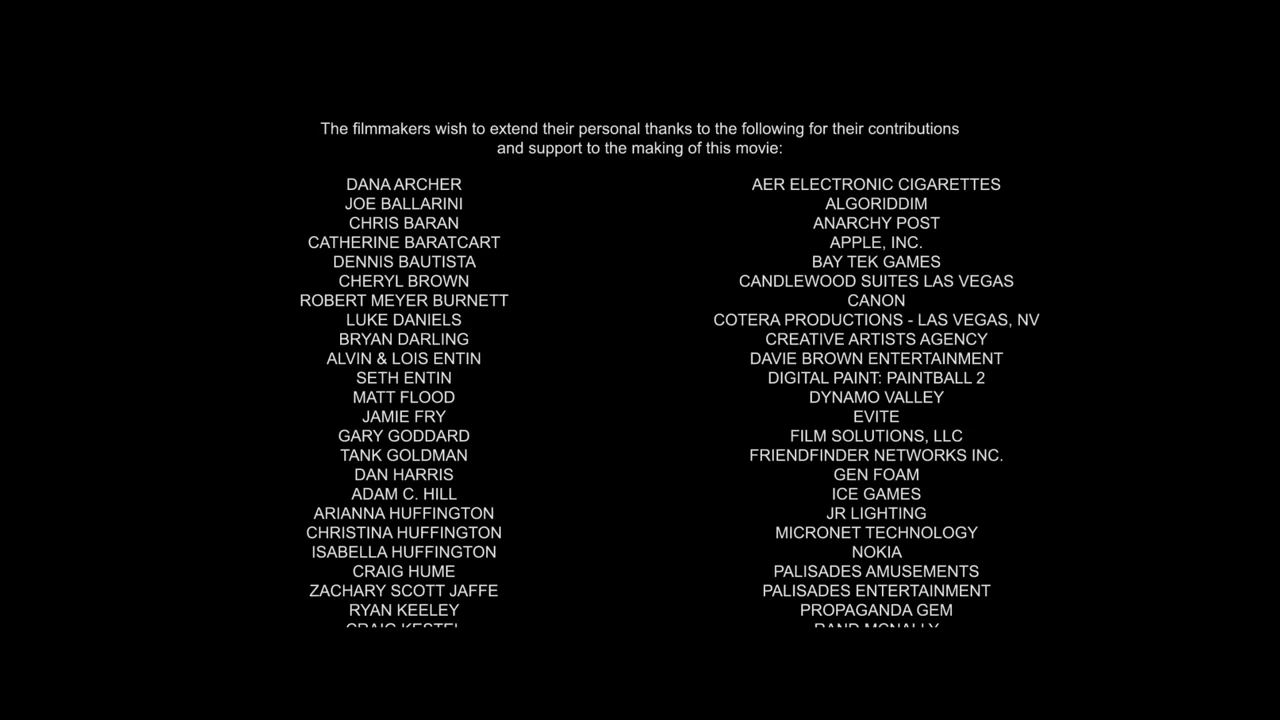 The filmmakers wish to extend their personal thanks to the following for their contributions
and support to the making of this movie:
DANA ARCHER
JOE BALLARINI
CHRIS BARAN
CATHERINE BARATCART
DENNIS BAUTISTA
CHERYL BROWN
ROBERT MEYER BURNETT
LUKE DANIELS
BRYAN DARLING
ALVIN & LOIS ENTIN
SETH ENTIN
MATT FLOOD
JAMIE FRY
GARY GODDARD
TANK GOLDMAN
DAN HARRIS
ADAM C. HILL
ARIANNA HUFFINGTON
CHRISTINA HUFFINGTON
ISABELLA HUFFINGTON
CRAIG HUME
ZACHARY SCOTT JAFFE
RYAN KEELEY
CRAIG KESTEL
AER ELECTRONIC CIGARETTES
ALGORIDDIM
ANARCHY POST
APPLE, INC.
BAY TEK GAMES
CANDLEWOOD SUITES LAS VEGAS
CANON
COTERA PRODUCTIONS - LAS VEGAS, NV
CREATIVE ARTISTS AGENCY
DAVIE BROWN ENTERTAINMENT
DIGITAL PAINT: PAINTBALL 2
DYNAMO VALLEY
EVITE
FILM SOLUTIONS, LLC
FRIENDFINDER NETWORKS INC.
GEN FOAM
ICE GAMES
JR LIGHTING
MICRONET TECHNOLOGY
NOKIA
PALISADES AMUSEMENTS
PALISADES ENTERTAINMENT
PROPAGANDA GEM
RAND MCNALLY